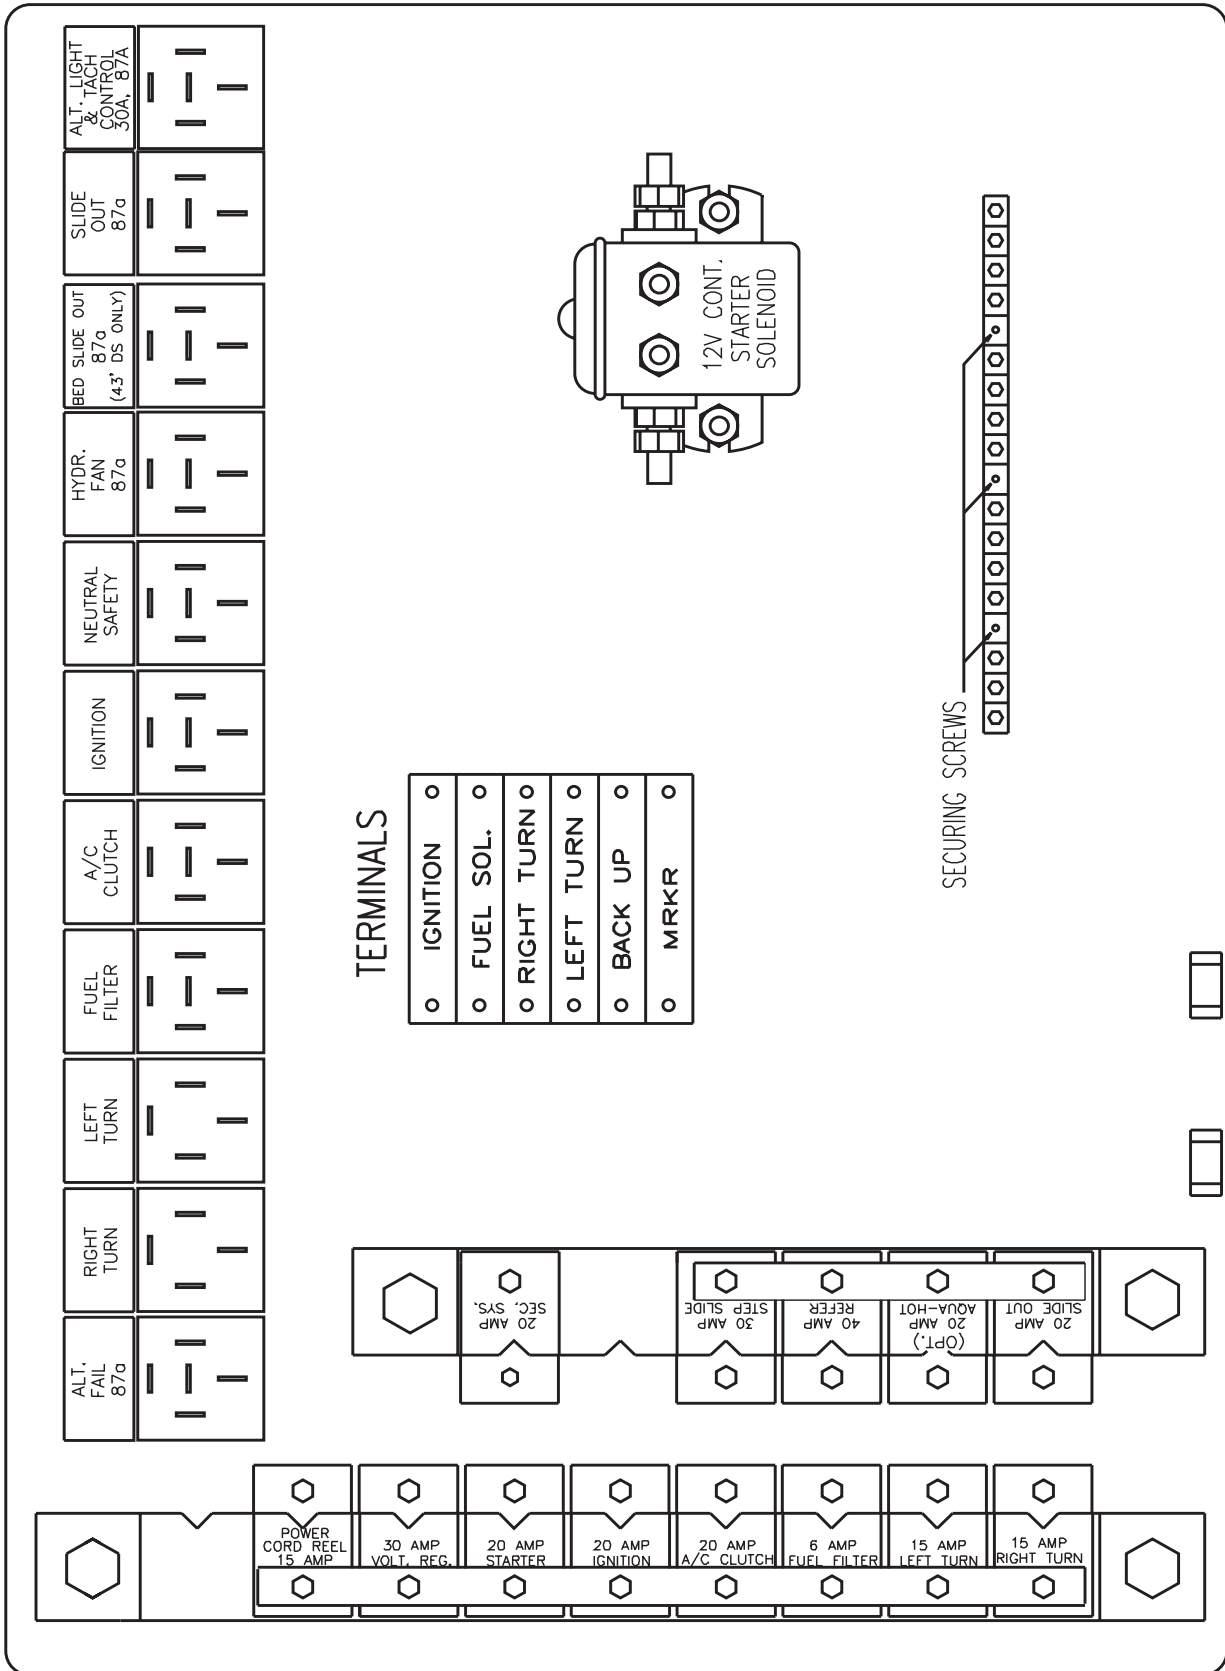 ALT. LIGHT
& TACH
CONTROL
30A, 87A
SLIDE
OUT
87a
BED SLIDE OUT
87a
(43' DS ONLY)
HYDR.
FAN
87a
NEUTRAL
SAFETY
IGNITION
A/C
CLUTCH
FUEL
FILTER
LEFT
TURN
RIGHT
TURN
ALT.
FAIL
87a
12V CONT.
STARTER
SOLENOID
SECURING SCREWS
TERMINALS
IGNITION
FUEL SOL.
RIGHT TURN
LEFT TURN
BACK UP
MRKR
20 AMP
SEC. SYS.
30 AMP
STEP SLIDE
40 AMP
REFER
(OPT.)
20 AMP
AQUA-HOT
20 AMP
SLIDE OUT
POWER
CORD REEL
15 AMP
30 AMP
VOLT. REG.
20 AMP
STARTER
20 AMP
IGNITION
20 AMP
A/C CLUTCH
6 AMP
FUEL FILTER
15 AMP
LEFT TURN
15 AMP
RIGHT TURN